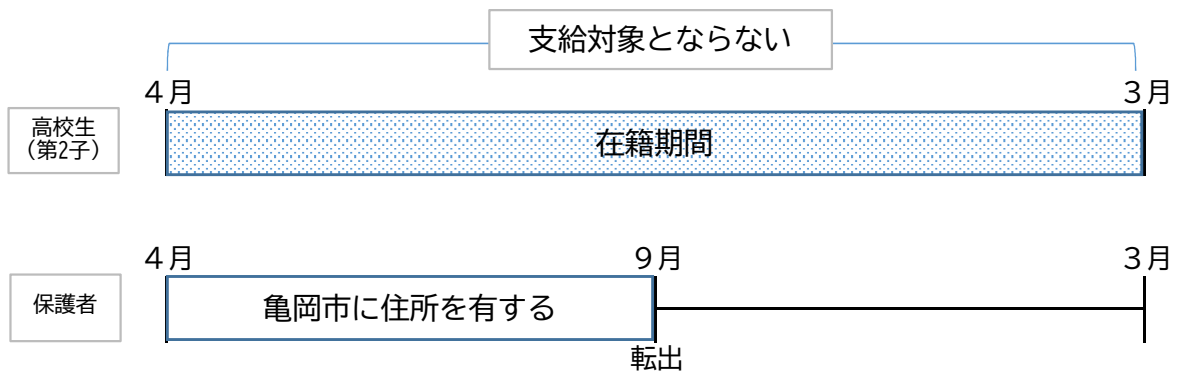 支給対象とならない
４月
３月
高校生
（第2子）
在籍期間
４月
９月
３月
保護者
亀岡市に住所を有する
転出